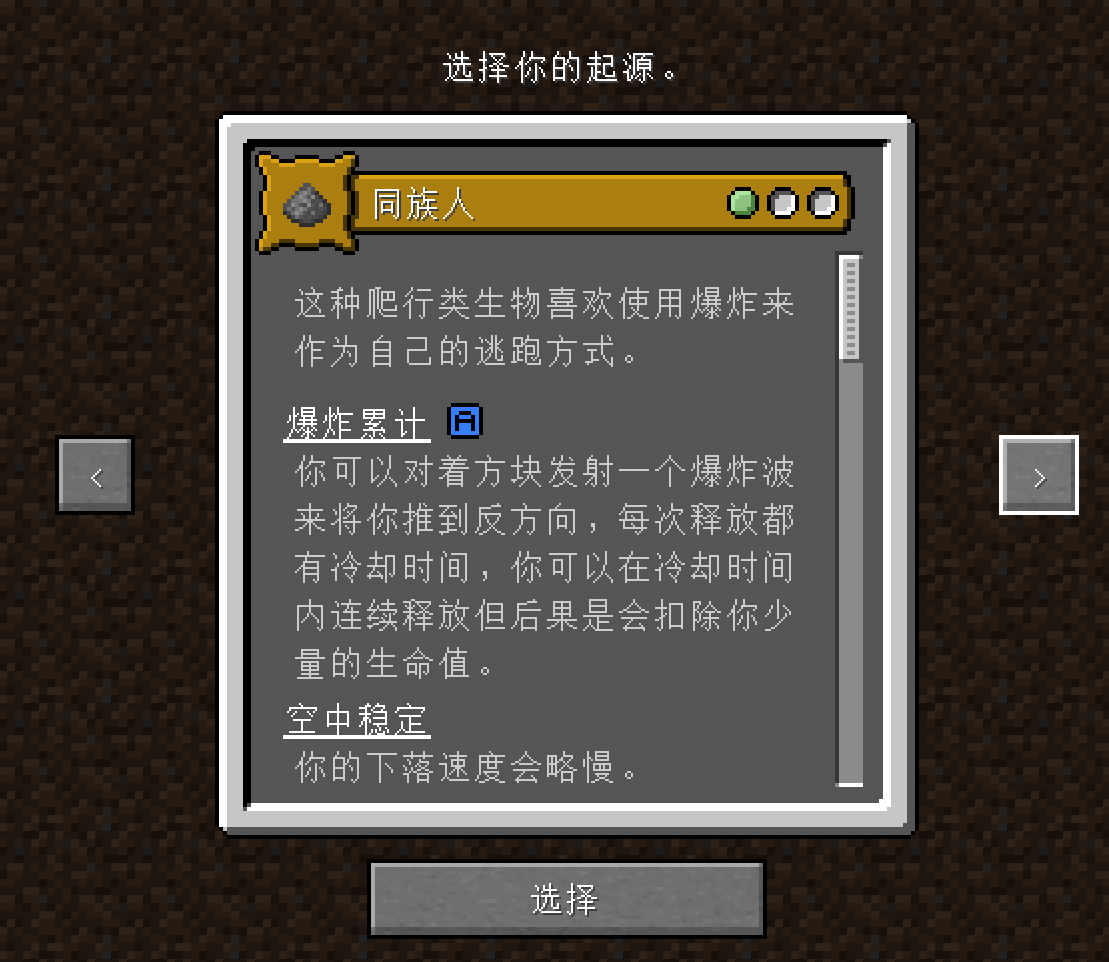 选择你的起源。
同族人
这种爬行类生物喜欢使用爆炸来
作为自己的逃跑方式。
爆炸累计 A
你可以对着方块发射一个爆炸波
来将你推到反方向，每次释放都
有冷却时间，你可以在冷却时间
内连续释放但后果是会扣除你少
量的生命值。
空中稳定
你的下落速度会略慢。
<
>
选择